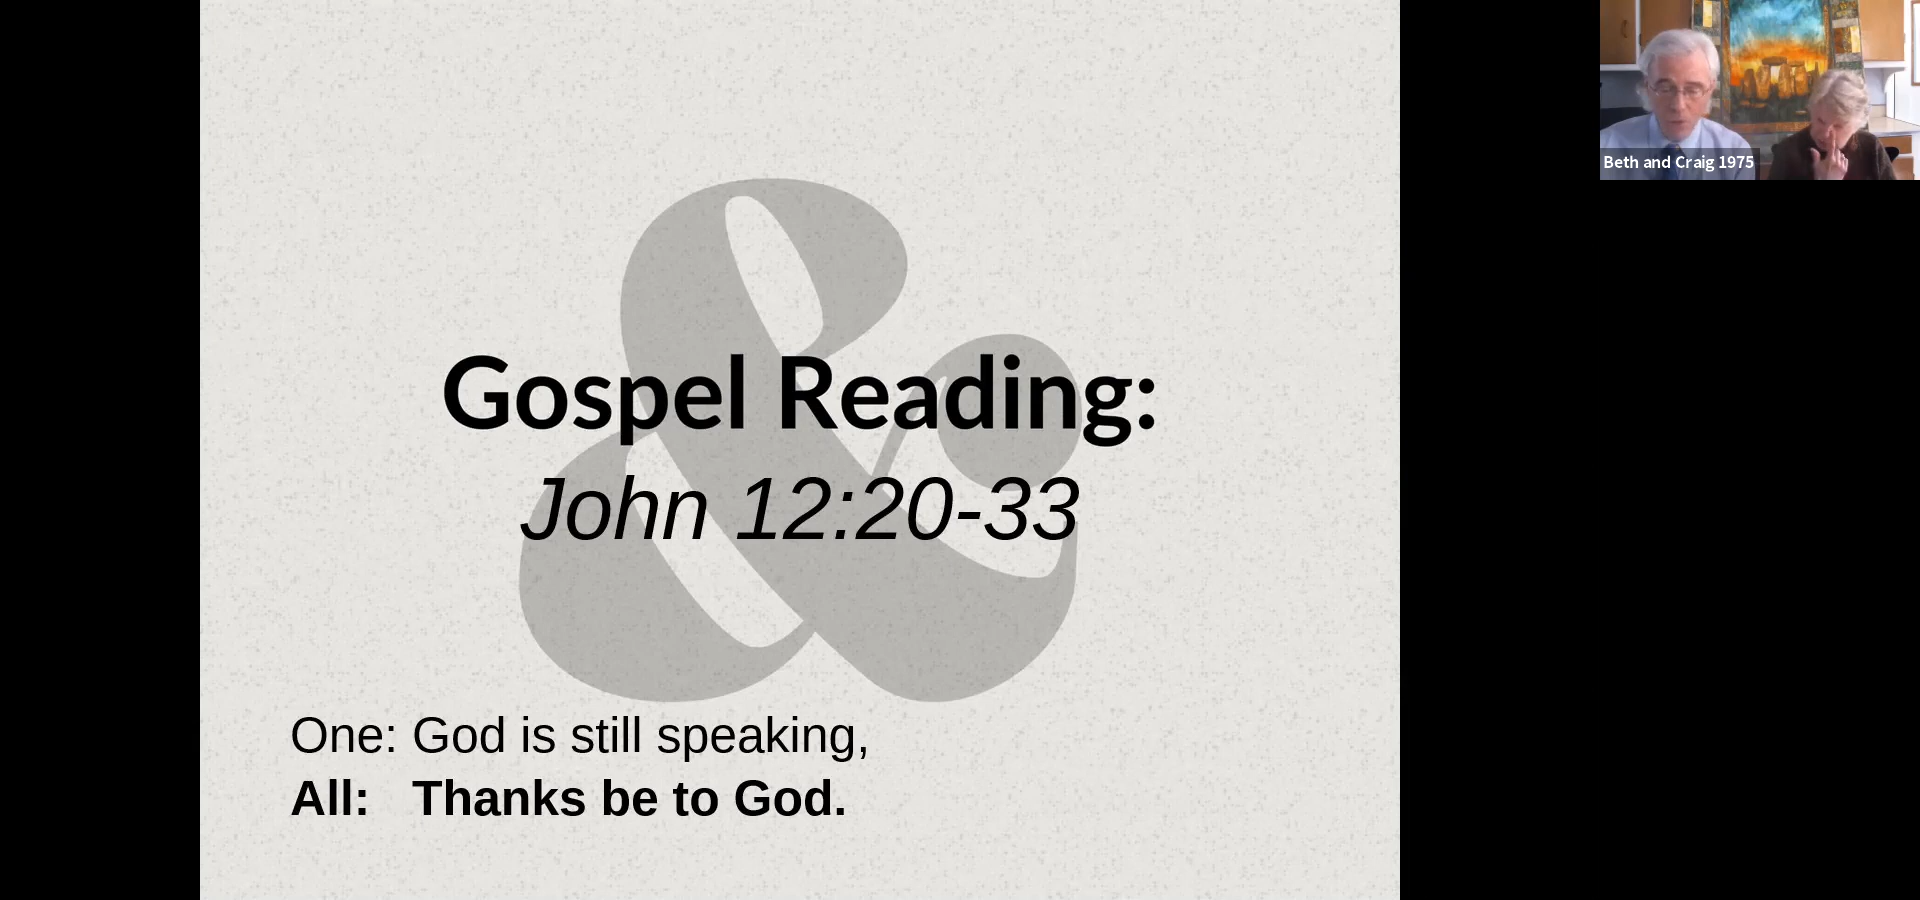 Gospel Reading:
John 12:20-33
One: God is still speaking,
All: Thanks be to God.
Beth and Craig 1975
&